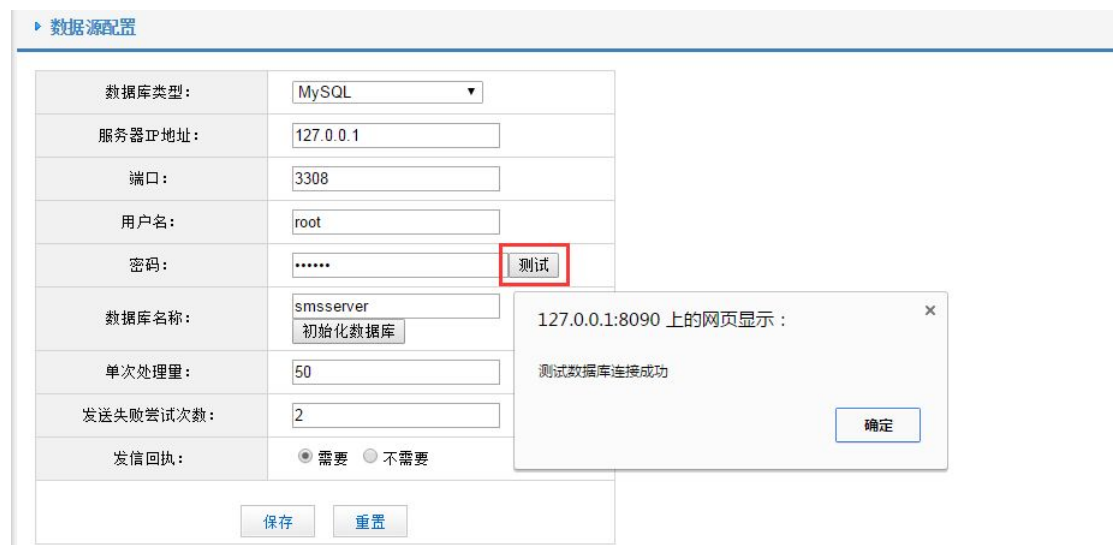 数据源配置
数据库类型： MySQL
服务器IP地址： 127.0.0.1
端口： 3308
用户名： root
密码： •••••• 测试
数据库名称： smsserver
初始化数据库
127.0.0.1:8090 上的网页显示： ×
测试数据库连接成功
确定
单次处理量： 50
发送失败尝试次数： 2
发信回执： 需要 不需要
保存 重置